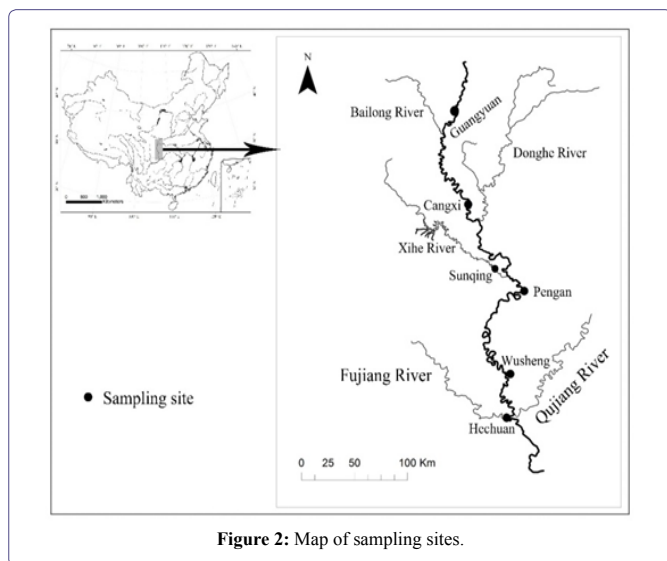 N
Bailong River
Guangyuan
Donghe River
Cangxi
Xihe River
Sunqing
Pengan
Wusheng
Fujiang River
Qujiang River
Hechuan
Sampling site
0 25 50 100 Km
Figure 2: Map of sampling sites.